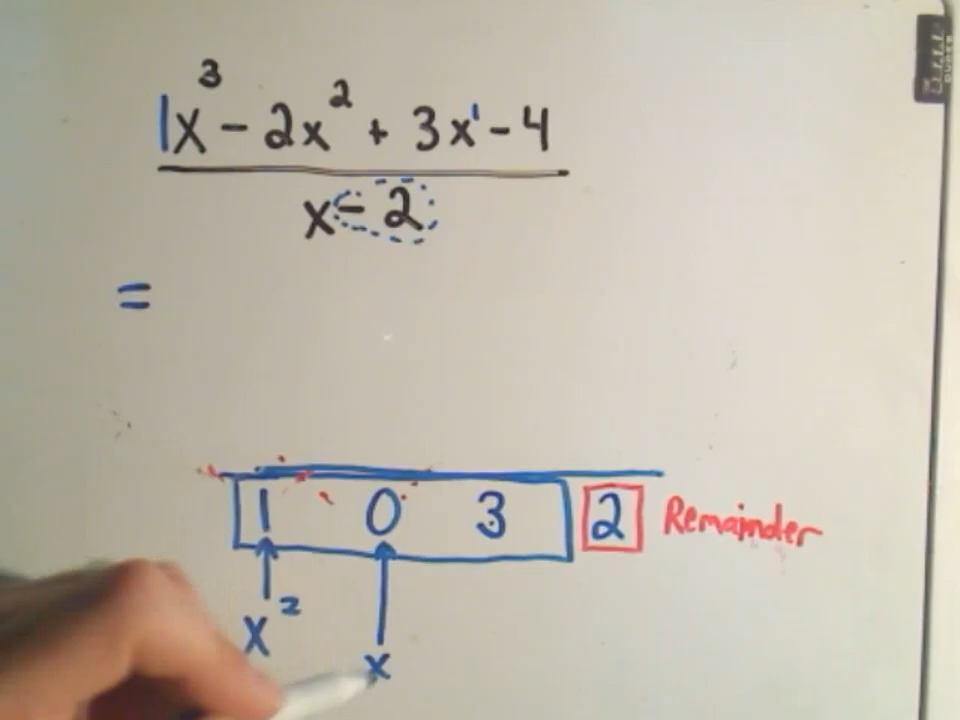 1x³ - 2x² + 3x¹ - 4
x - 2
=
1 0 3 2 Remainder
x²
x